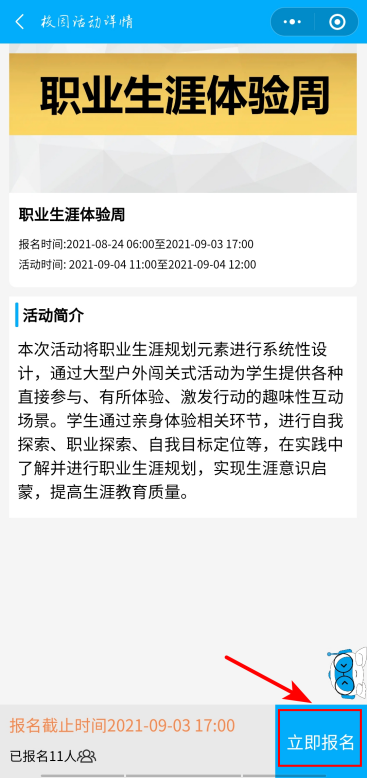 校园活动详情
职业生涯体验周
职业生涯体验周
报名时间:2021-08-24 06:00至2021-09-03 17:00
活动时间: 2021-09-04 11:00至2021-09-04 12:00
活动简介
本次活动将职业生涯规划元素进行系统性设
计，通过大型户外闯关式活动为学生提供各种
直接参与、有所体验、激发行动的趣味性互动
场景。学生通过亲身体验相关环节，进行自我
探索、职业探索、自我目标定位等，在实践中
了解并进行职业生涯规划，实现生涯意识启
蒙，提高生涯教育质量。
报名截止时间2021-09-03 17:00
已报名11人
立即报名